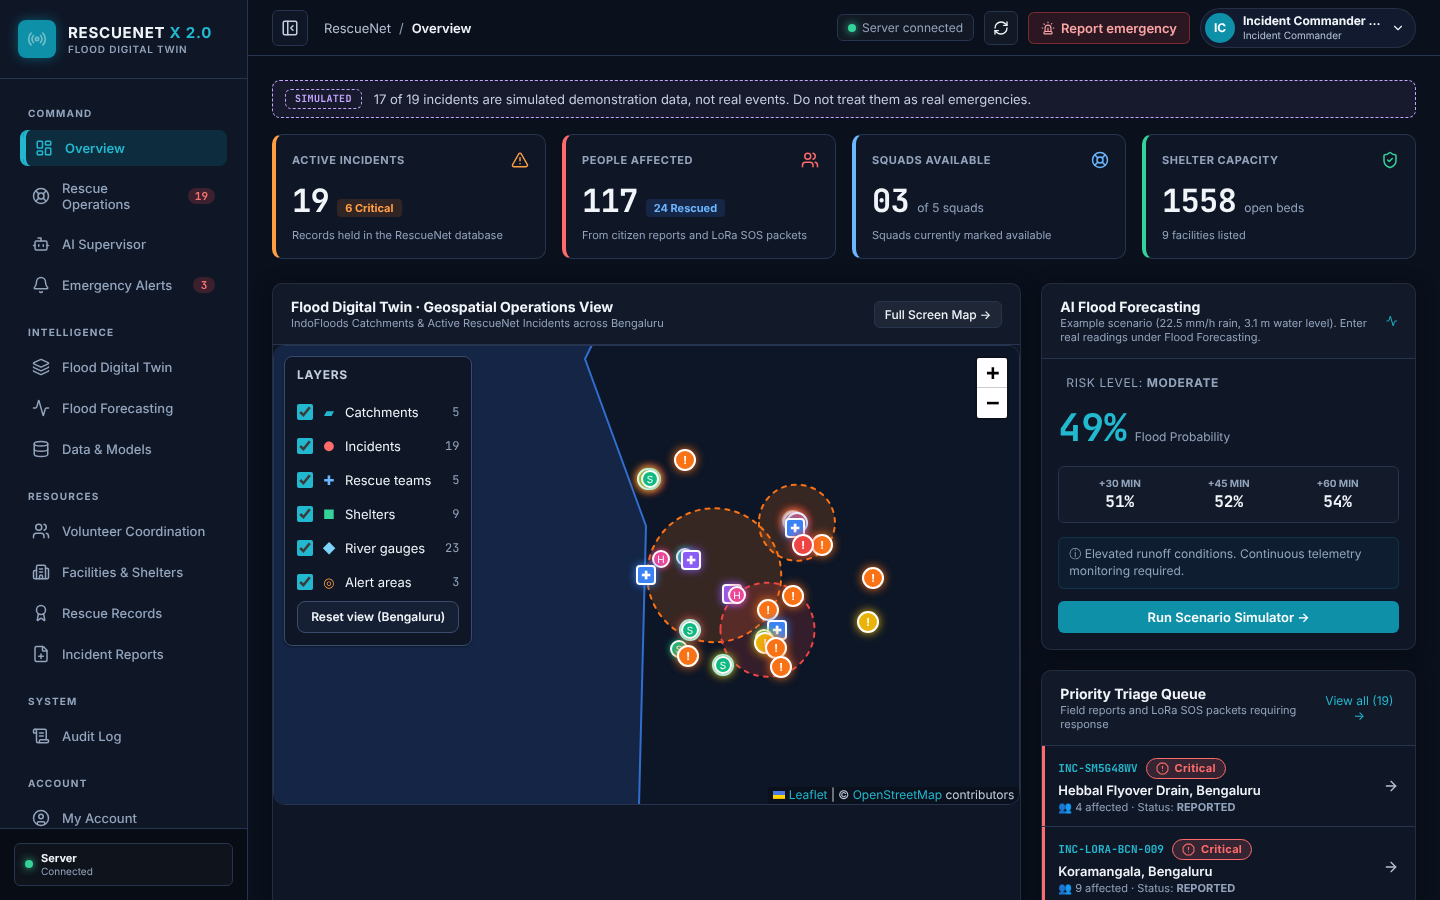 RESCUENET X 2.0
FLOOD DIGITAL TWIN
COMMAND
Overview
Rescue
Operations
19
AI Supervisor
Emergency Alerts
3
INTELLIGENCE
Flood Digital Twin
Flood Forecasting
Data & Models
RESOURCES
Volunteer Coordination
Facilities & Shelters
Rescue Records
Incident Reports
SYSTEM
Audit Log
ACCOUNT
My Account
Server
Connected
RescueNet / Overview
Server connected
Report emergency
IC
Incident Commander ...
Incident Commander
SIMULATED
17 of 19 incidents are simulated demonstration data, not real events. Do not treat them as real emergencies.
ACTIVE INCIDENTS
19 6 Critical
Records held in the RescueNet database
PEOPLE AFFECTED
117 24 Rescued
From citizen reports and LoRa SOS packets
SQUADS AVAILABLE
03 of 5 squads
Squads currently marked available
SHELTER CAPACITY
1558 open beds
9 facilities listed
Flood Digital Twin · Geospatial Operations View
IndoFloods Catchments & Active RescueNet Incidents across Bengaluru
Full Screen Map →
LAYERS
Catchments 5
Incidents 19
Rescue teams 5
Shelters 9
River gauges 23
Alert areas 3
Reset view (Bengaluru)
+
−
S
!
!
!
H
!
H
!
!
!
!
S
S
!
S
!
!
!
Leaflet | © OpenStreetMap contributors
AI Flood Forecasting
Example scenario (22.5 mm/h rain, 3.1 m water level). Enter
real readings under Flood Forecasting.
RISK LEVEL: MODERATE
49% Flood Probability
+30 MIN
51%
+45 MIN
52%
+60 MIN
54%
ⓘ Elevated runoff conditions. Continuous telemetry
monitoring required.
Run Scenario Simulator →
Priority Triage Queue
Field reports and LoRa SOS packets requiring
response
View all (19)
→
INC-SM5G48WV Critical
Hebbal Flyover Drain, Bengaluru
👥 4 affected · Status: REPORTED
→
INC-LORA-BCN-009 Critical
Koramangala, Bengaluru
👥 9 affected · Status: REPORTED
→